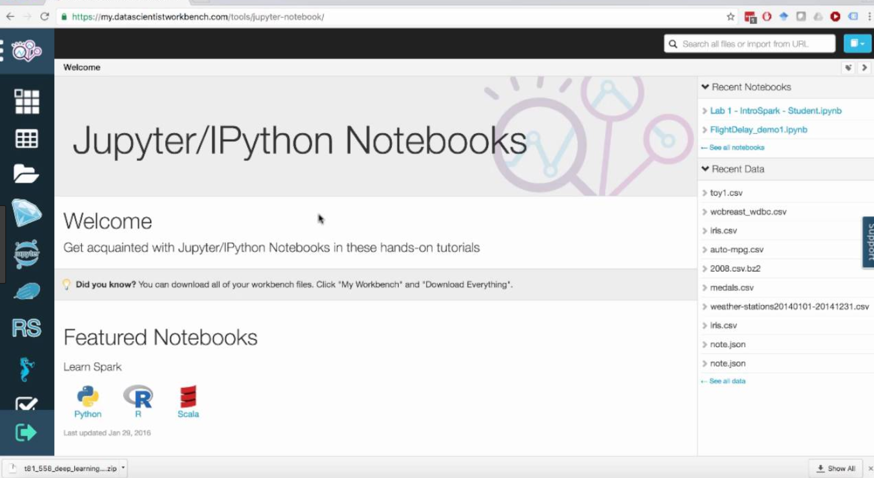 https://my.datascientistworkbench.com/tools/jupyter-notebook/
Search all files or import from URL.
Welcome
Jupyter/IPython Notebooks
Welcome
Get acquainted with Jupyter/IPython Notebooks in these hands-on tutorials
Did you know? You can download all of your workbench files. Click "My Workbench" and "Download Everything".
Featured Notebooks
Learn Spark
Python
R
Scala
Last updated Jan 29, 2016
Recent Notebooks
Lab 1 - IntroSpark - Student.ipynb
FlightDelay_demo1.ipynb
See all notebooks
Recent Data
toy1.csv
wcbreast_wdbc.csv
iris.csv
auto-mpg.csv
2008.csv.bz2
medals.csv
weather-stations20140101-20141231.csv
iris.csv
note.json
note.json
See all data
support
jupyter
RS
t81_558_deep_learning....zip
Show All